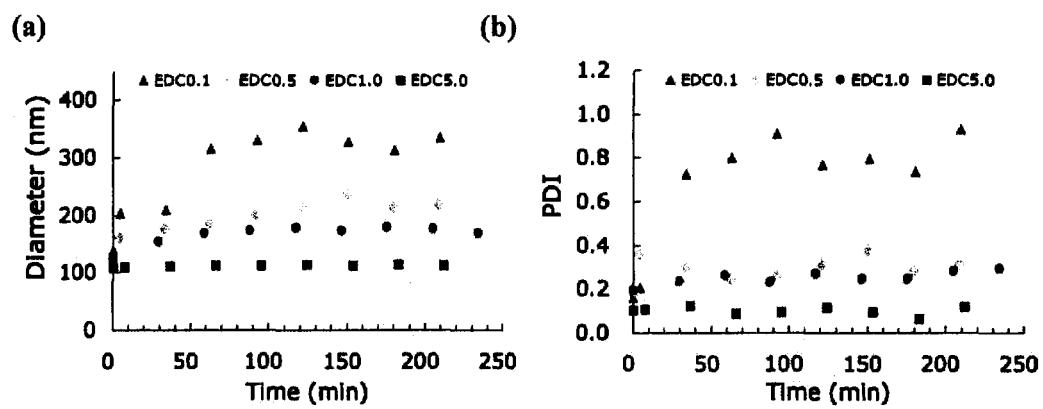 (a)
(b)
▲ EDC0.1 EDC0.5 ● EDC1.0 ■ EDC5.0
400
300
200
100
0
Diameter (nm)
0 50 100 150 200 250
Time (min)
▲ EDC0.1 EDC0.5 ● EDC1.0 ■ EDC5.0
1.2
1.0
0.8
0.6
0.4
0.2
0.0
PDI
0 50 100 150 200 250
Time (min)